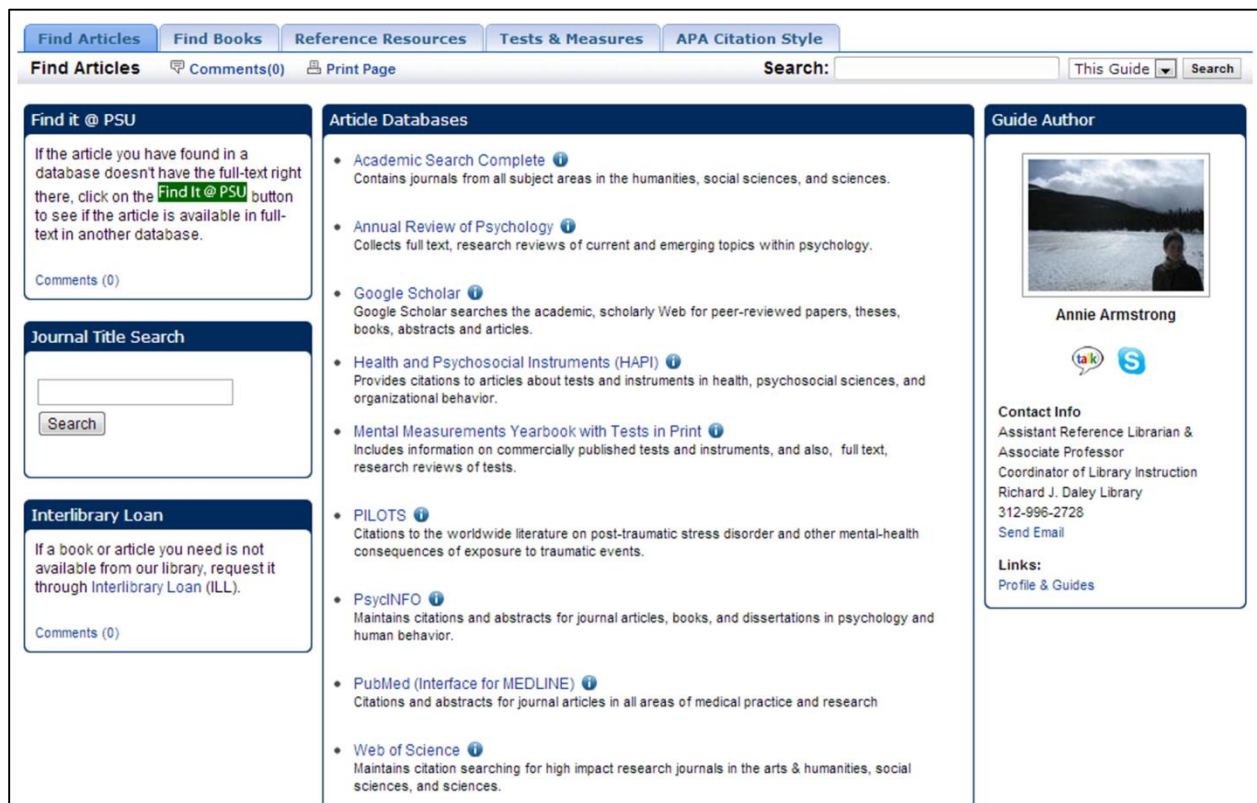 Find Articles Find Books Reference Resources Tests & Measures APA Citation Style
Find Articles Comments(0) Print Page Search: This Guide Search
Find it @ PSU
If the article you have found in a
database doesn't have the full-text right
there, click on the Find It @ PSU button
to see if the article is available in full-
text in another database.
Comments (0)
Journal Title Search
Search
Interlibrary Loan
If a book or article you need is not
available from our library, request it
through Interlibrary Loan (ILL).
Comments (0)
Article Databases
Academic Search Complete
Contains journals from all subject areas in the humanities, social sciences, and sciences.
Annual Review of Psychology
Collects full text, research reviews of current and emerging topics within psychology.
Google Scholar
Google Scholar searches the academic, scholarly Web for peer-reviewed papers, theses,
books, abstracts and articles.
Health and Psychosocial Instruments (HAPI)
Provides citations to articles about tests and instruments in health, psychosocial sciences, and
organizational behavior.
Mental Measurements Yearbook with Tests in Print
Includes information on commercially published tests and instruments, and also, full text,
research reviews of tests.
PILOTS
Citations to the worldwide literature on post-traumatic stress disorder and other mental-health
consequences of exposure to traumatic events.
PsycINFO
Maintains citations and abstracts for journal articles, books, and dissertations in psychology and
human behavior.
PubMed (Interface for MEDLINE)
Citations and abstracts for journal articles in all areas of medical practice and research
Web of Science
Maintains citation searching for high impact research journals in the arts & humanities, social
sciences, and sciences.
Guide Author
Annie Armstrong
talk
Contact Info
Assistant Reference Librarian &
Associate Professor
Coordinator of Library Instruction
Richard J. Daley Library
312-996-2728
Send Email
Links:
Profile & Guides